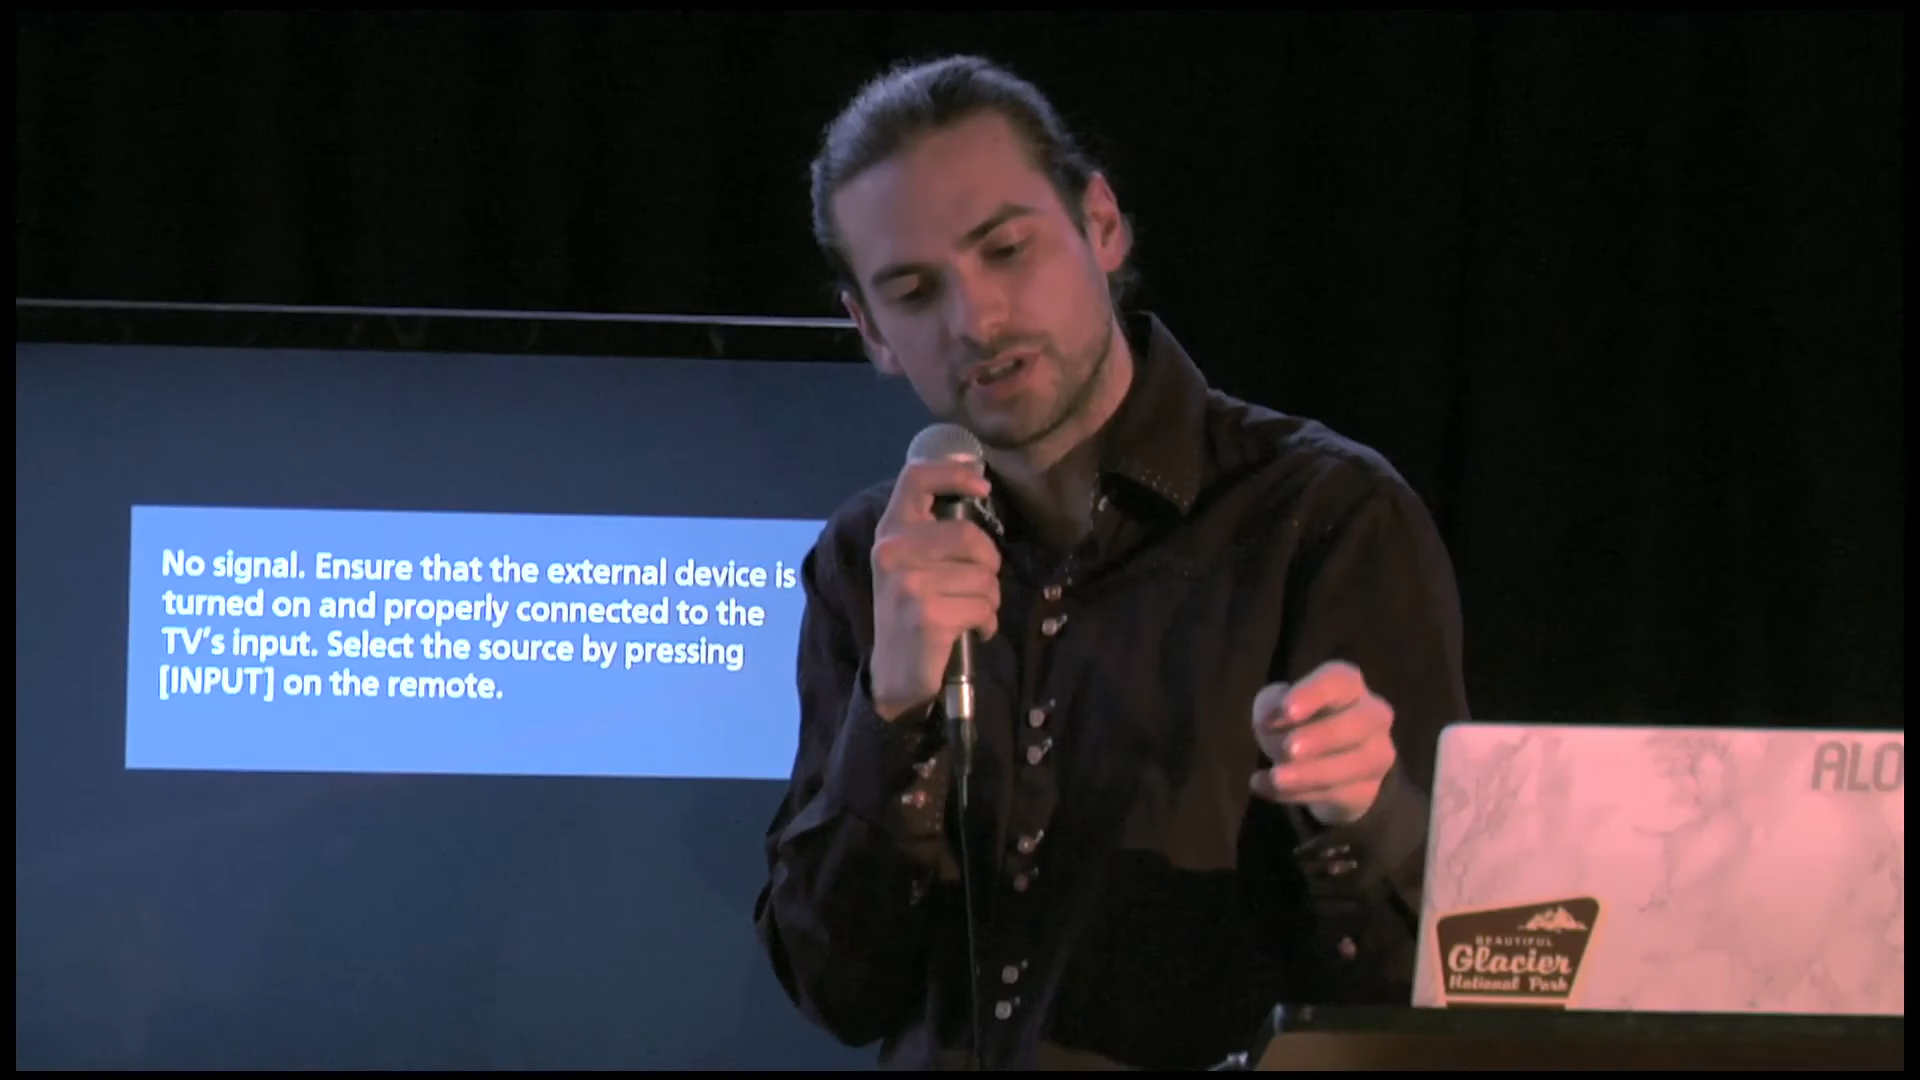 No signal. Ensure that the external device is
turned on and properly connected to the
TV's input. Select the source by pressing
[INPUT] on the remote.
ALO
BEAUTIFUL
Glacier
National Park